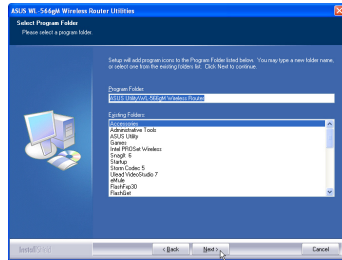 ASUS WL-566gM Wireless Router Utilities
Select Program Folder
Please select a program folder.
Setup will add program icons to the Program Folder listed below. You may type a new folder name, or select one from the existing folders list. Click Next to continue.
Program Folder:
ASUS Utility\WL-566gM Wireless Router
Existing Folders:
Accessories
Administrative Tools
ASUS Utility
Games
Intel PROSet Wireless
SnagIt 6
Startup
Storm Codec 5
Ulead VideoStudio 7
eMule
FlashFxp30
FlashGet
InstallShield
< Back
Next >
Cancel